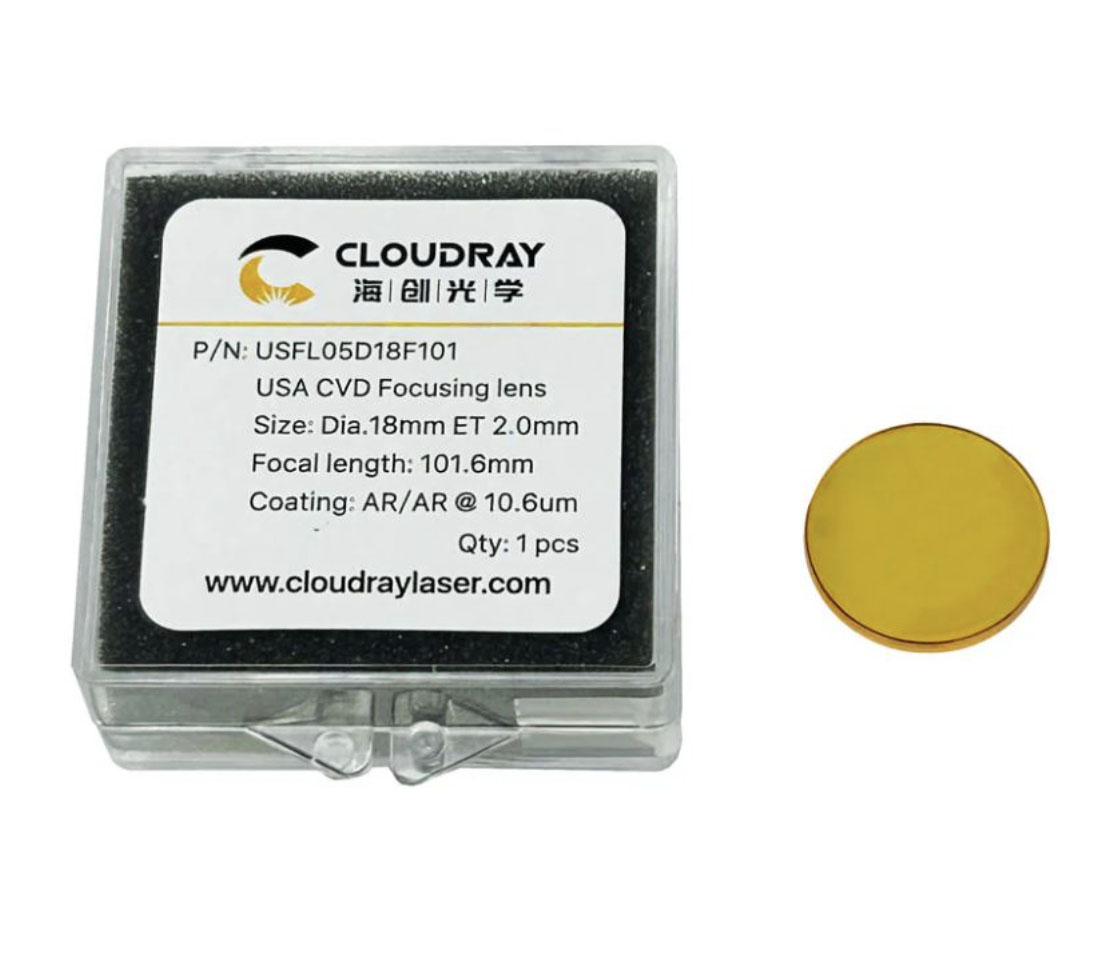 CLOUDRAY
海|创|光|学
P/N: USFL05D18F101
USA CVD Focusing lens
Size: Dia.18mm ET 2.0mm
Focal length: 101.6mm
Coating: AR/AR @ 10.6um
Qty: 1 pcs
www.cloudraylaser.com